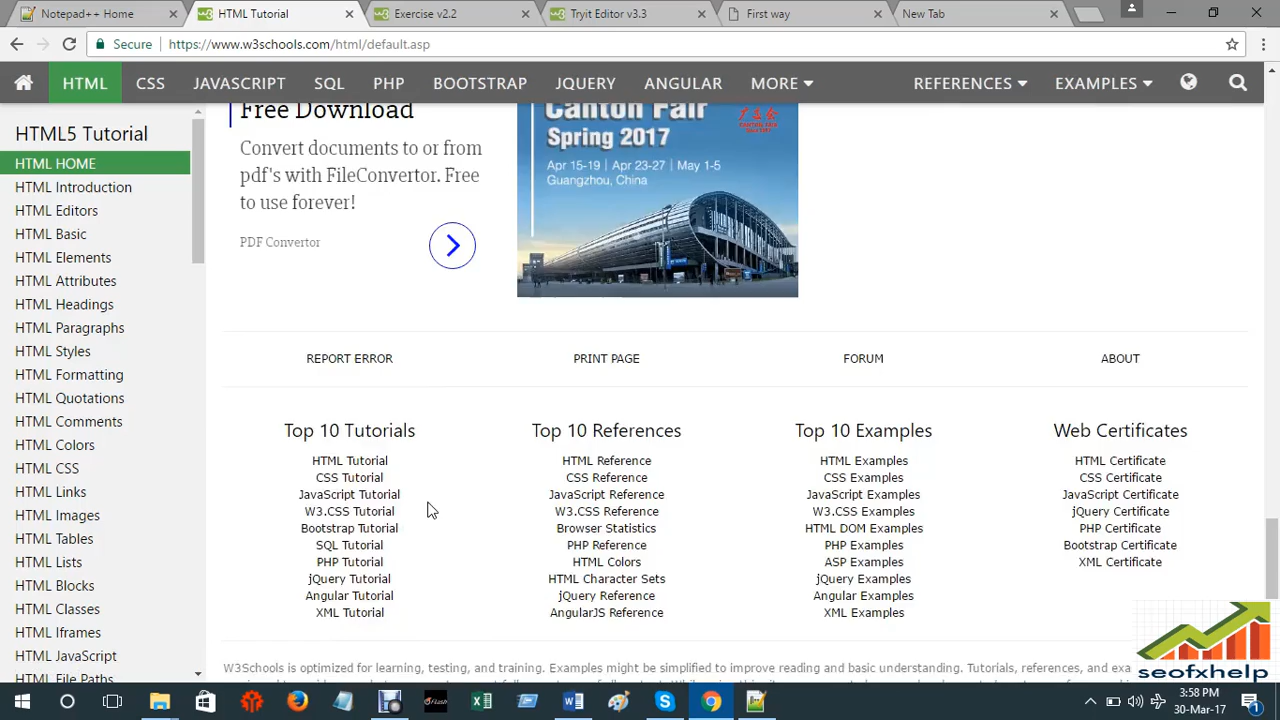 Notepad++ Home
HTML Tutorial
Exercise v2.2
Tryit Editor v3.3
First way
New Tab
Secure
https://www.w3schools.com/html/default.asp
HTML
CSS
JAVASCRIPT
SQL
PHP
BOOTSTRAP
JQUERY
ANGULAR
MORE
REFERENCES
EXAMPLES
HTML5 Tutorial
HTML HOME
HTML Introduction
HTML Editors
HTML Basic
HTML Elements
HTML Attributes
HTML Headings
HTML Paragraphs
HTML Styles
HTML Formatting
HTML Quotations
HTML Comments
HTML Colors
HTML CSS
HTML Links
HTML Images
HTML Tables
HTML Lists
HTML Blocks
HTML Classes
HTML Iframes
HTML JavaScript
HTML File Paths
Free Download
Convert documents to or from
pdf's with FileConvertor. Free
to use forever!
PDF Convertor
Canton Fair
Spring 2017
Apr 15-19 | Apr 23-27 | May 1-5
Guangzhou, China
REPORT ERROR
PRINT PAGE
FORUM
ABOUT
Top 10 Tutorials
HTML Tutorial
CSS Tutorial
JavaScript Tutorial
W3.CSS Tutorial
Bootstrap Tutorial
SQL Tutorial
PHP Tutorial
jQuery Tutorial
Angular Tutorial
XML Tutorial
Top 10 References
HTML Reference
CSS Reference
JavaScript Reference
W3.CSS Reference
Browser Statistics
PHP Reference
HTML Colors
HTML Character Sets
jQuery Reference
AngularJS Reference
Top 10 Examples
HTML Examples
CSS Examples
JavaScript Examples
W3.CSS Examples
HTML DOM Examples
PHP Examples
ASP Examples
jQuery Examples
Angular Examples
XML Examples
Web Certificates
HTML Certificate
CSS Certificate
JavaScript Certificate
jQuery Certificate
PHP Certificate
Bootstrap Certificate
XML Certificate
W3Schools is optimized for learning, testing, and training. Examples might be simplified to improve reading and basic understanding. Tutorials, references, and exa
seofxhelp
3:58 PM
30-Mar-17